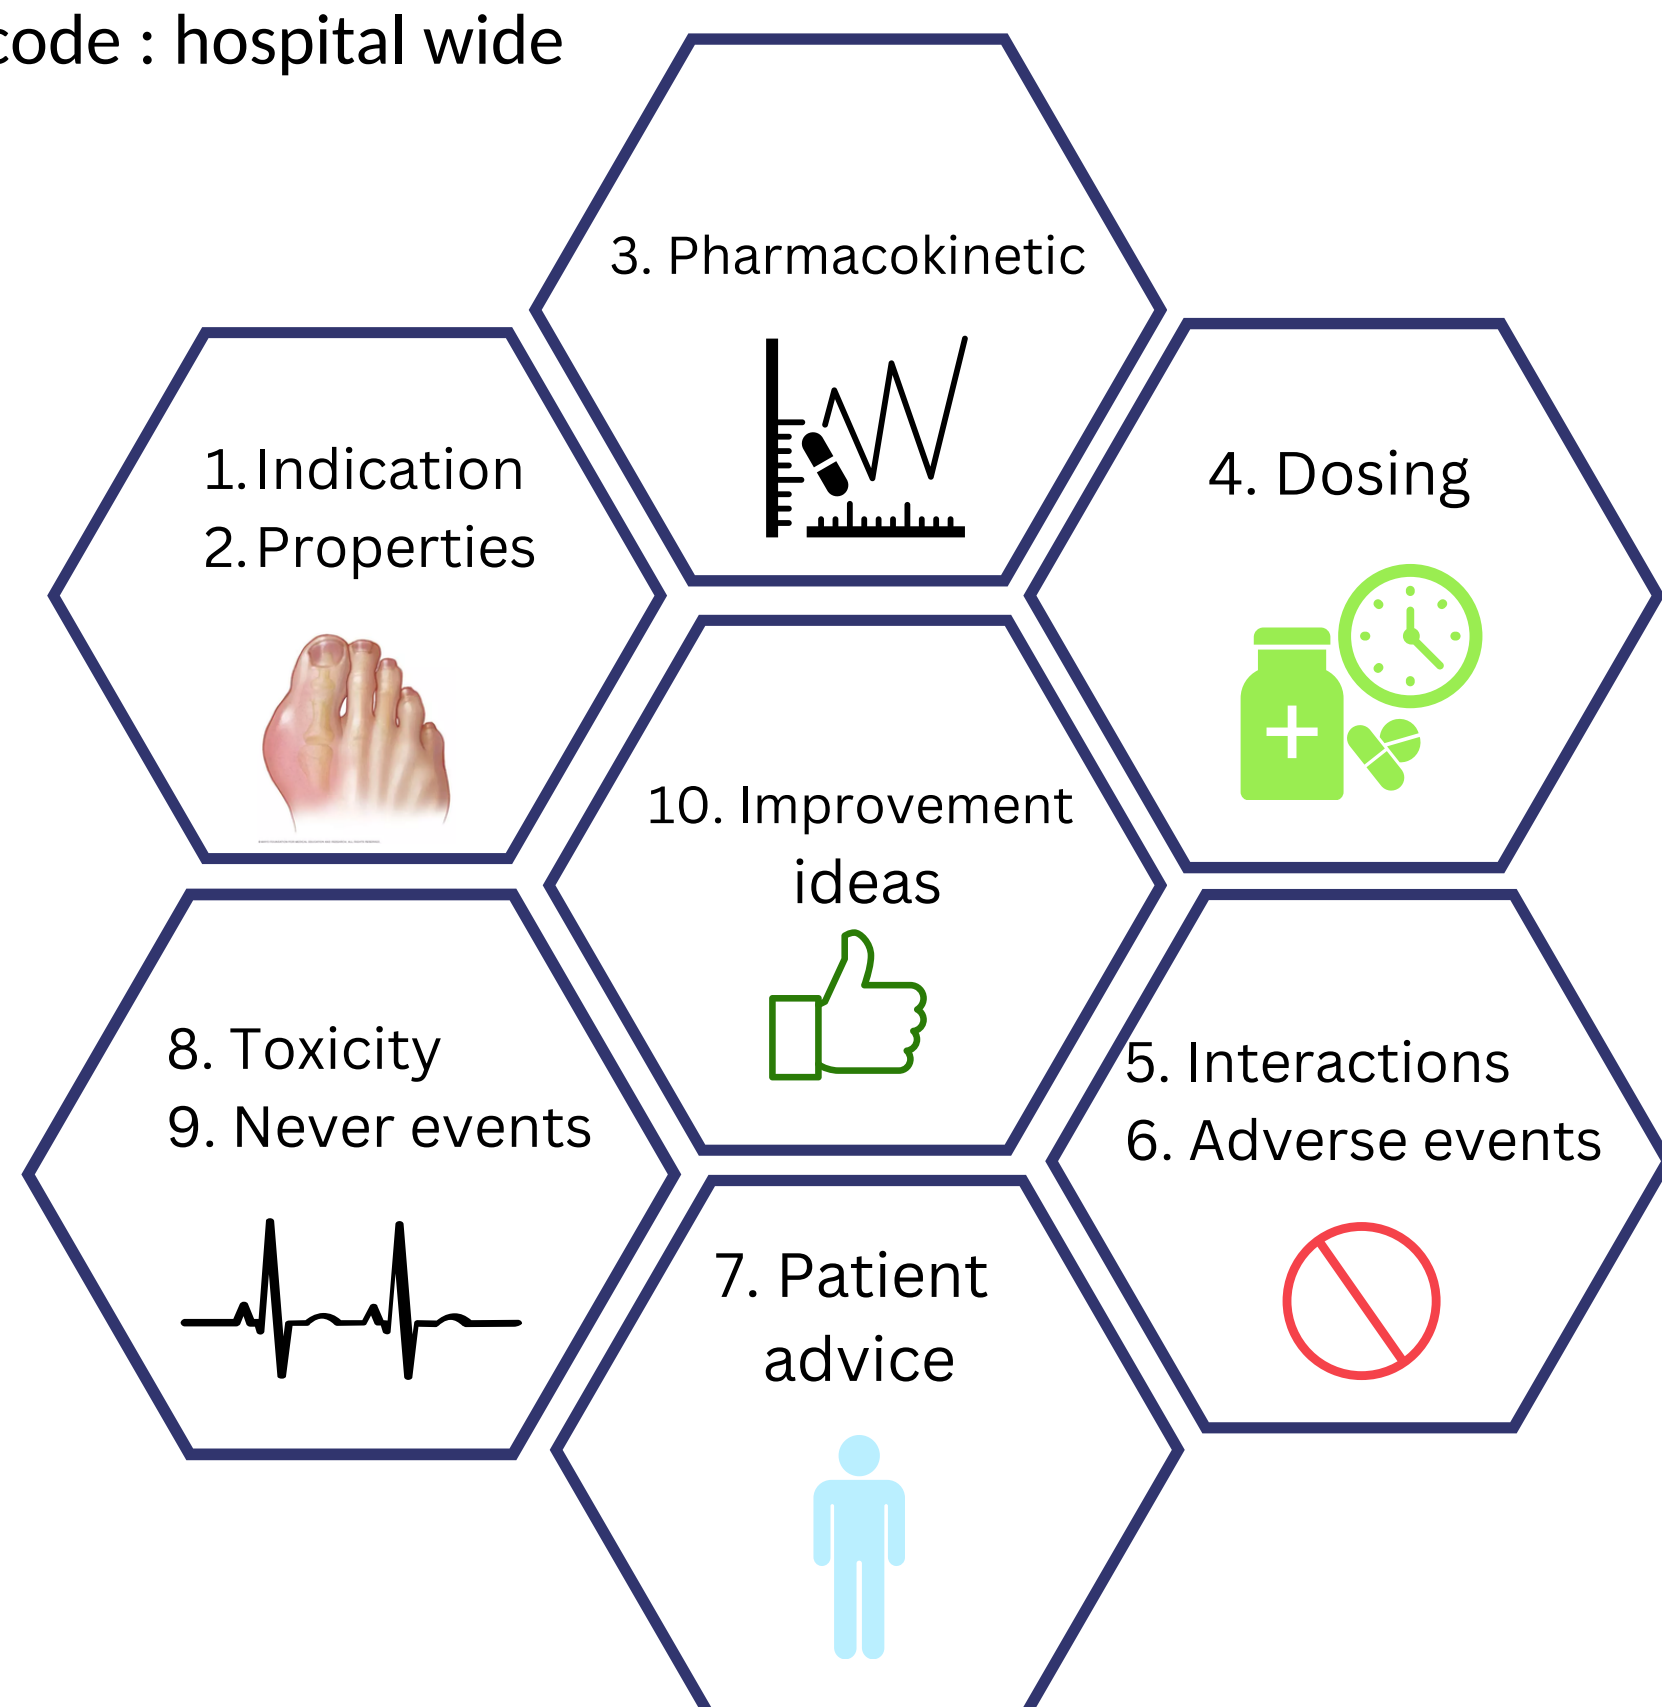 code : hospital wide
3. Pharmacokinetic
1. Indication
2. Properties
4. Dosing
10. Improvement
ideas
8. Toxicity
9. Never events
5. Interactions
6. Adverse events
7. Patient
advice